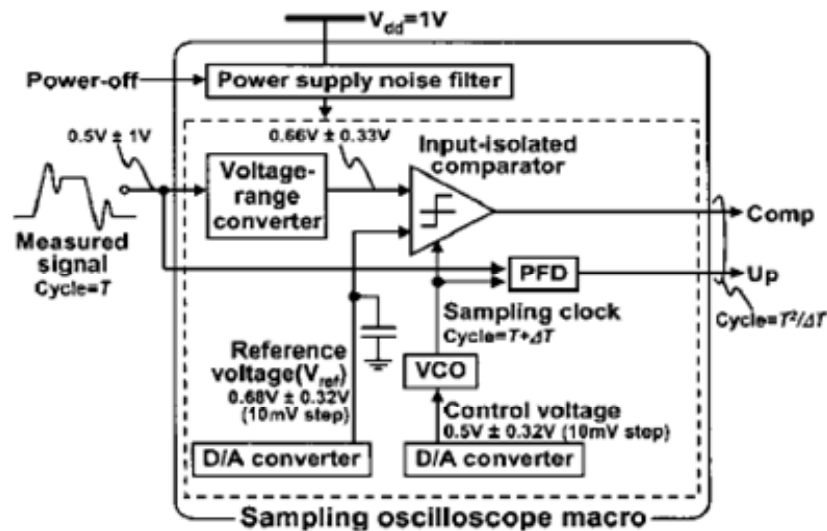 V_dd=1V
Power-off
Power supply noise filter
0.5V ± 1V
0.66V ± 0.33V
Input-isolated
comparator
Voltage-
range
converter
Comp
Measured
signal
Cycle=T
PFD
Up
Sampling clock
Cycle=T+ΔT
Cycle=T²/ΔT
Reference
voltage(V_ref)
0.68V ± 0.32V
(10mV step)
VCO
Control voltage
0.5V ± 0.32V (10mV step)
D/A converter
D/A converter
Sampling oscilloscope macro